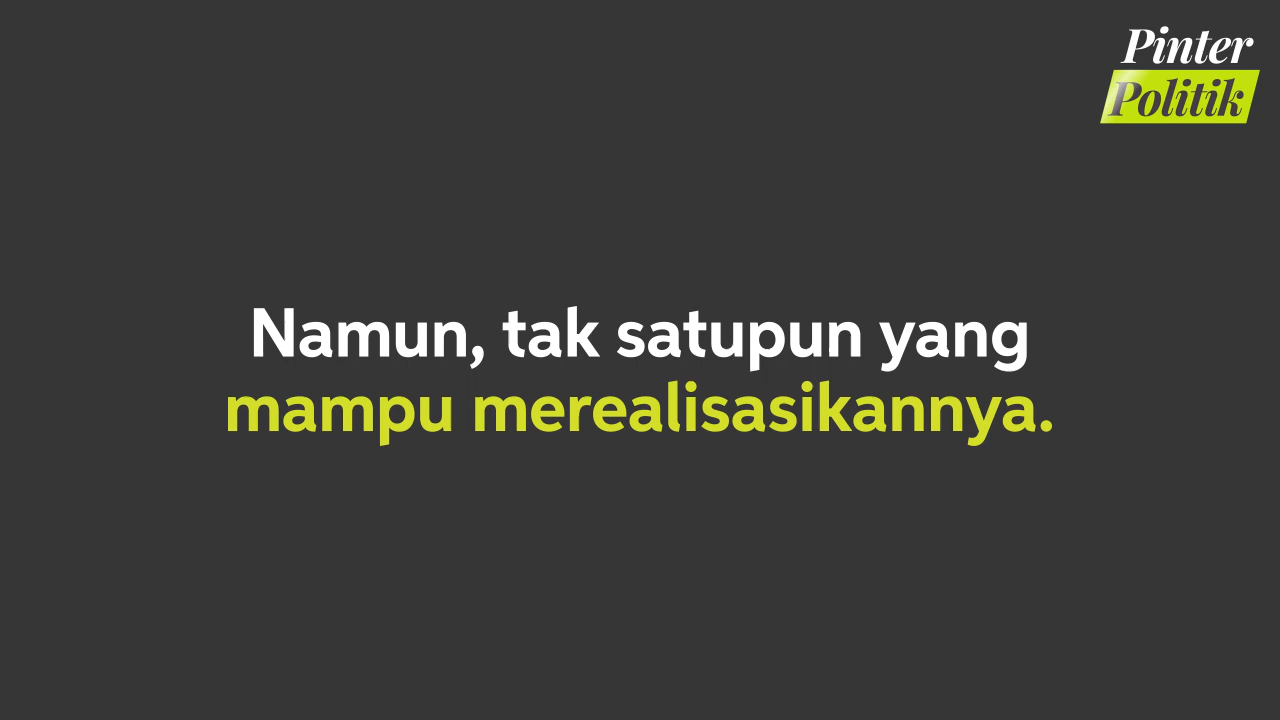 Pinter
Politik
Namun, tak satupun yang
mampu merealisasikannya.